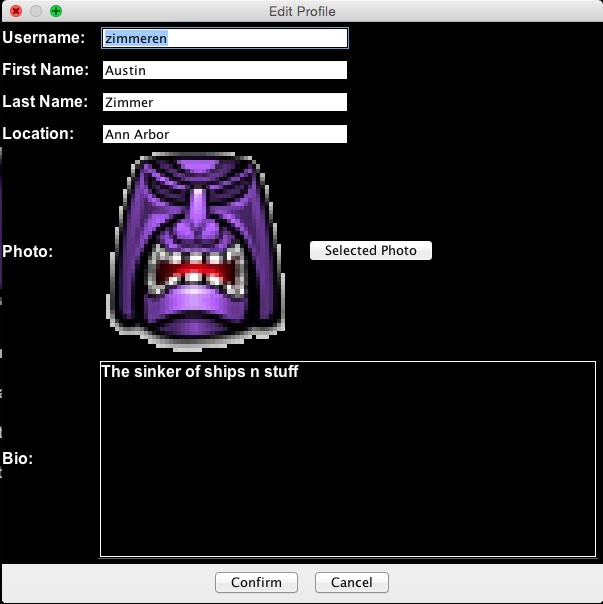 Edit Profile
Username: zimmeren
First Name: Austin
Last Name: Zimmer
Location: Ann Arbor
Photo: Selected Photo
Bio: The sinker of ships n stuff
Confirm Cancel